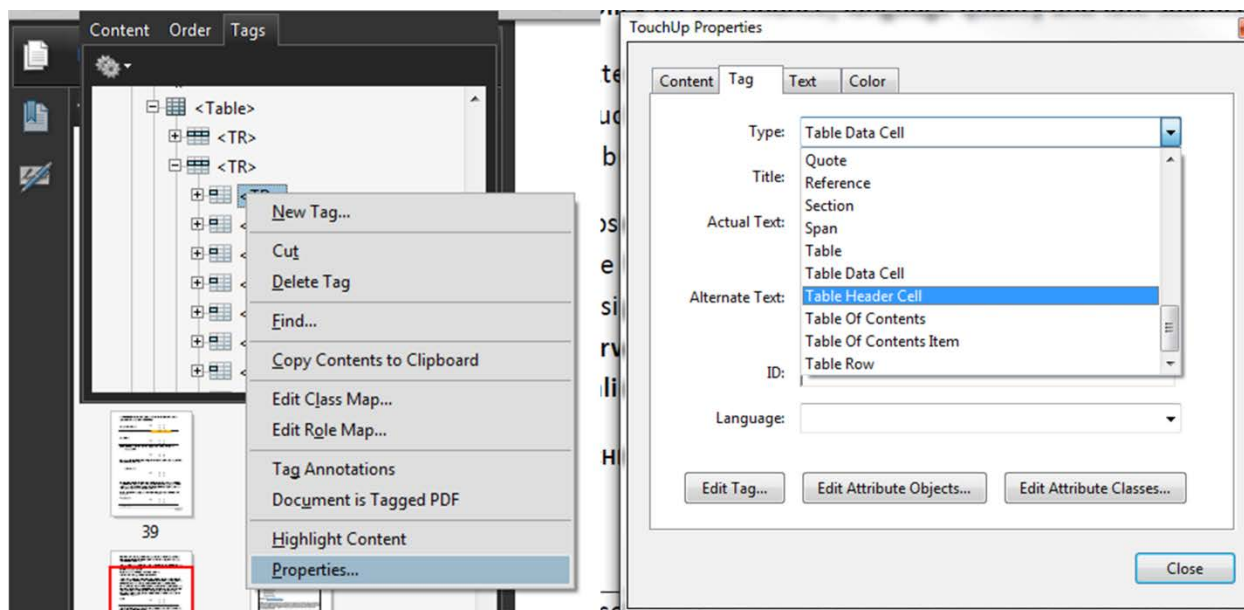 Content Order Tags
<Table>
<TR>
<TR>
New Tag...
Cut
Delete Tag
Find...
Copy Contents to Clipboard
Edit Class Map...
Edit Role Map...
Tag Annotations
Document is Tagged PDF
Highlight Content
Properties...
39
TouchUp Properties
Content Tag Text Color
Type: Table Data Cell
Quote
Title:
Reference
Section
Actual Text:
Span
Table
Table Data Cell
Alternate Text:
Table Header Cell
Table Of Contents
Table Of Contents Item
ID:
Table Row
Language:
Edit Tag... Edit Attribute Objects... Edit Attribute Classes...
Close